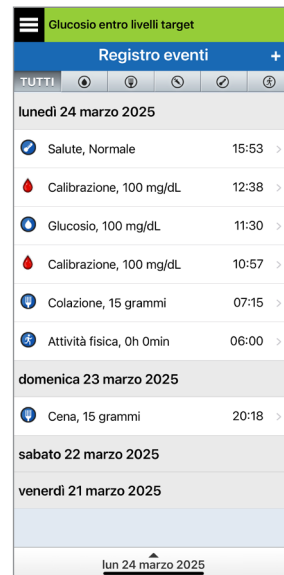 Glucosio entro livelli target
Registro eventi +
TUTTI
lunedì 24 marzo 2025
Salute, Normale 15:53
Calibrazione, 100 mg/dL 12:38
Glucosio, 100 mg/dL 11:30
Calibrazione, 100 mg/dL 10:57
Colazione, 15 grammi 07:15
Attività fisica, 0h 0min 06:00
domenica 23 marzo 2025
Cena, 15 grammi 20:18
sabato 22 marzo 2025
venerdì 21 marzo 2025
lun 24 marzo 2025